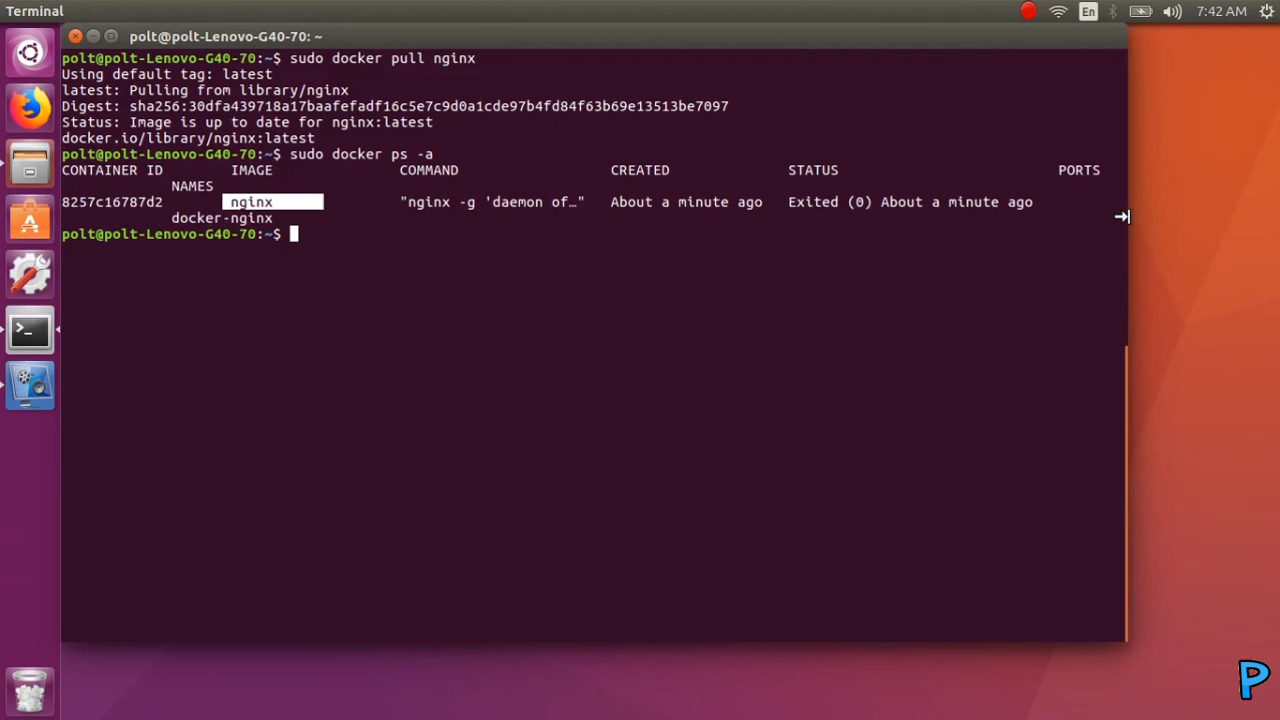 Terminal
En
7:42 AM
polt@polt-Lenovo-G40-70: ~
polt@polt-Lenovo-G40-70:~$ sudo docker pull nginx
Using default tag: latest
latest: Pulling from library/nginx
Digest: sha256:30dfa439718a17baafefadf16c5e7c9d0a1cde97b4fd84f63b69e13513be7097
Status: Image is up to date for nginx:latest
docker.io/library/nginx:latest
polt@polt-Lenovo-G40-70:~$ sudo docker ps -a
CONTAINER ID IMAGE COMMAND CREATED STATUS PORTS
NAMES
8257c16787d2 nginx "nginx -g 'daemon of…" About a minute ago Exited (0) About a minute ago
docker-nginx
polt@polt-Lenovo-G40-70:~$
P